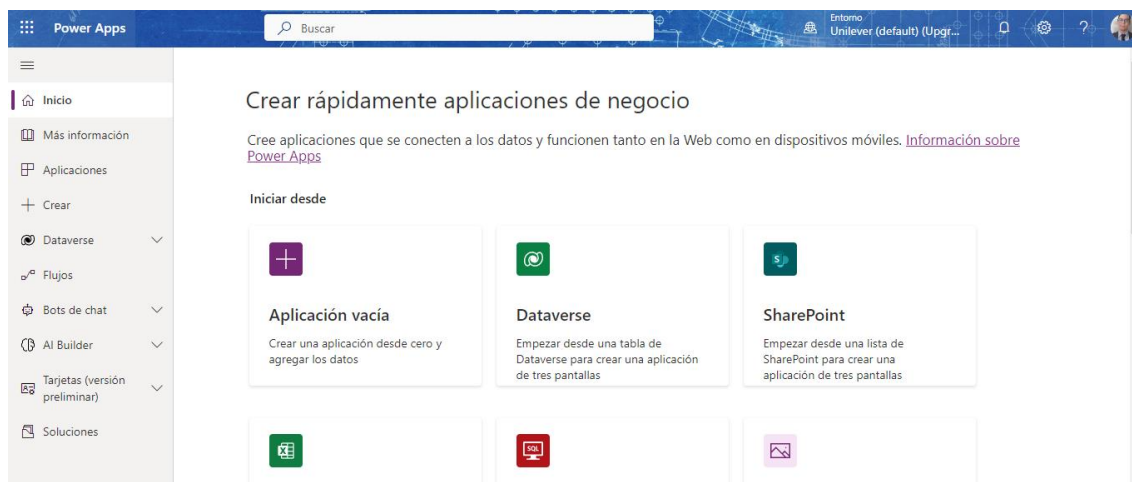 Power Apps
Buscar
Entorno
Unilever (default) (Upgr...
?
Inicio
Más información
Aplicaciones
Crear
Dataverse
Flujos
Bots de chat
AI Builder
Tarjetas (versión
preliminar)
Soluciones
Crear rápidamente aplicaciones de negocio
Cree aplicaciones que se conecten a los datos y funcionen tanto en la Web como en dispositivos móviles. Información sobre
Power Apps
Iniciar desde
Aplicación vacía
Crear una aplicación desde cero y
agregar los datos
Dataverse
Empezar desde una tabla de
Dataverse para crear una aplicación
de tres pantallas
S
SharePoint
Empezar desde una lista de
SharePoint para crear una
aplicación de tres pantallas
X
SQL